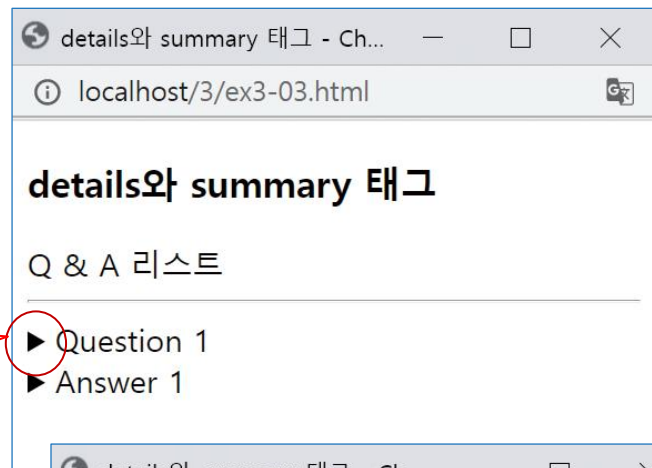 details와 summary 태그 - Ch...
localhost/3/ex3-03.html
details와 summary 태그
Q & A 리스트
▶ Question 1
▶ Answer 1